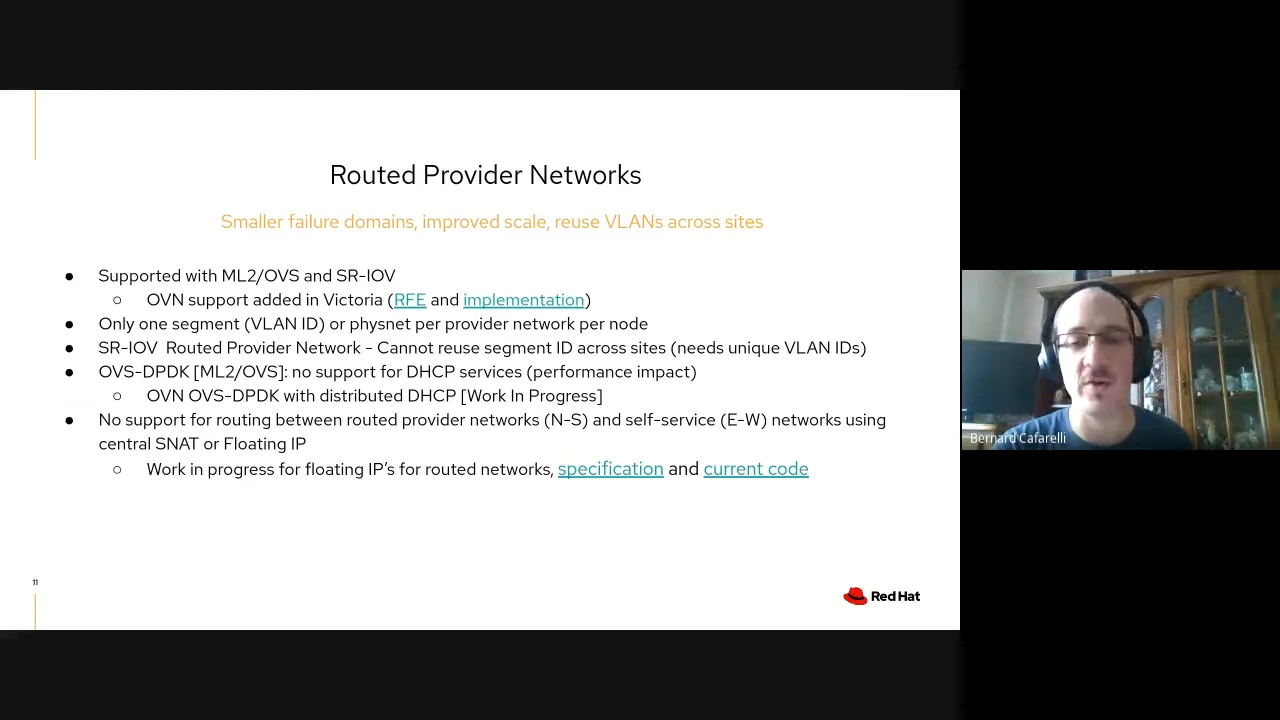 Routed Provider Networks
Smaller failure domains, improved scale, reuse VLANs across sites
● Supported with ML2/OVS and SR-IOV
○ OVN support added in Victoria (RFE and implementation)
● Only one segment (VLAN ID) or physnet per provider network per node
● SR-IOV Routed Provider Network - Cannot reuse segment ID across sites (needs unique VLAN IDs)
● OVS-DPDK [ML2/OVS]: no support for DHCP services (performance impact)
○ OVN OVS-DPDK with distributed DHCP [Work In Progress]
● No support for routing between routed provider networks (N-S) and self-service (E-W) networks using
central SNAT or Floating IP
○ Work in progress for floating IP's for routed networks, specification and current code
11
Red Hat
Bernard Cafarelli